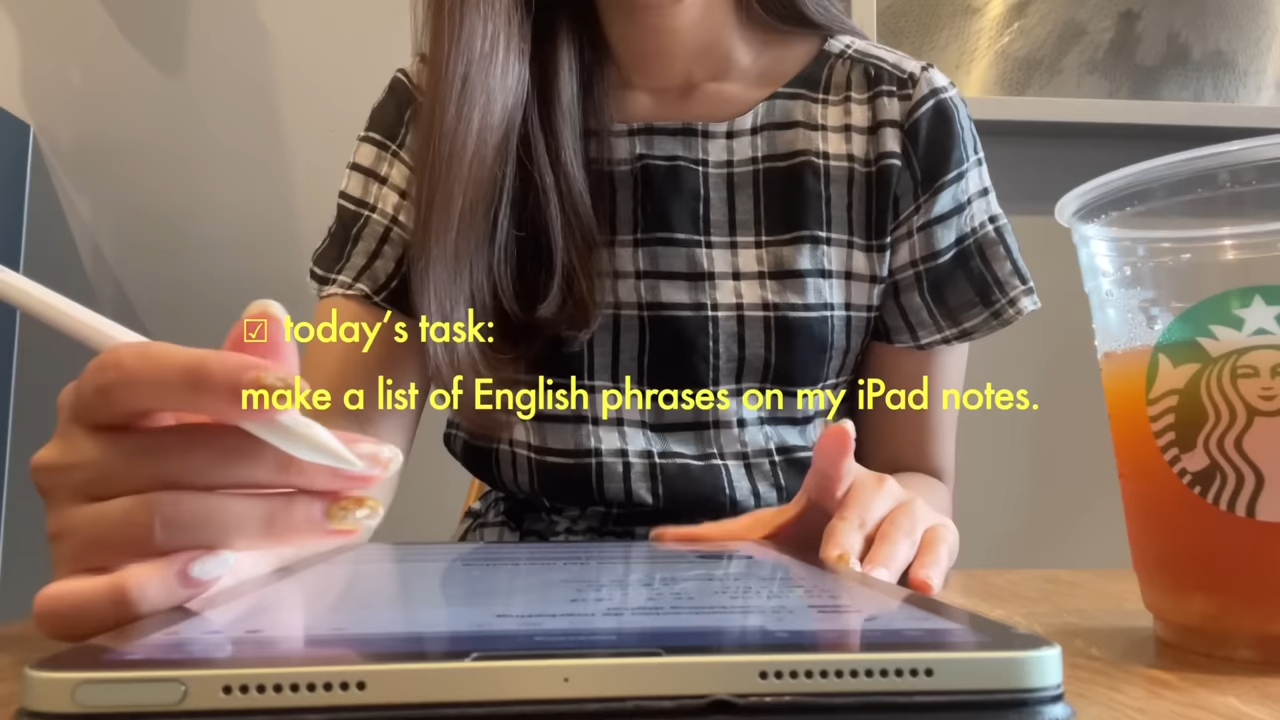 ☑ today's task:
make a list of English phrases on my iPad notes.